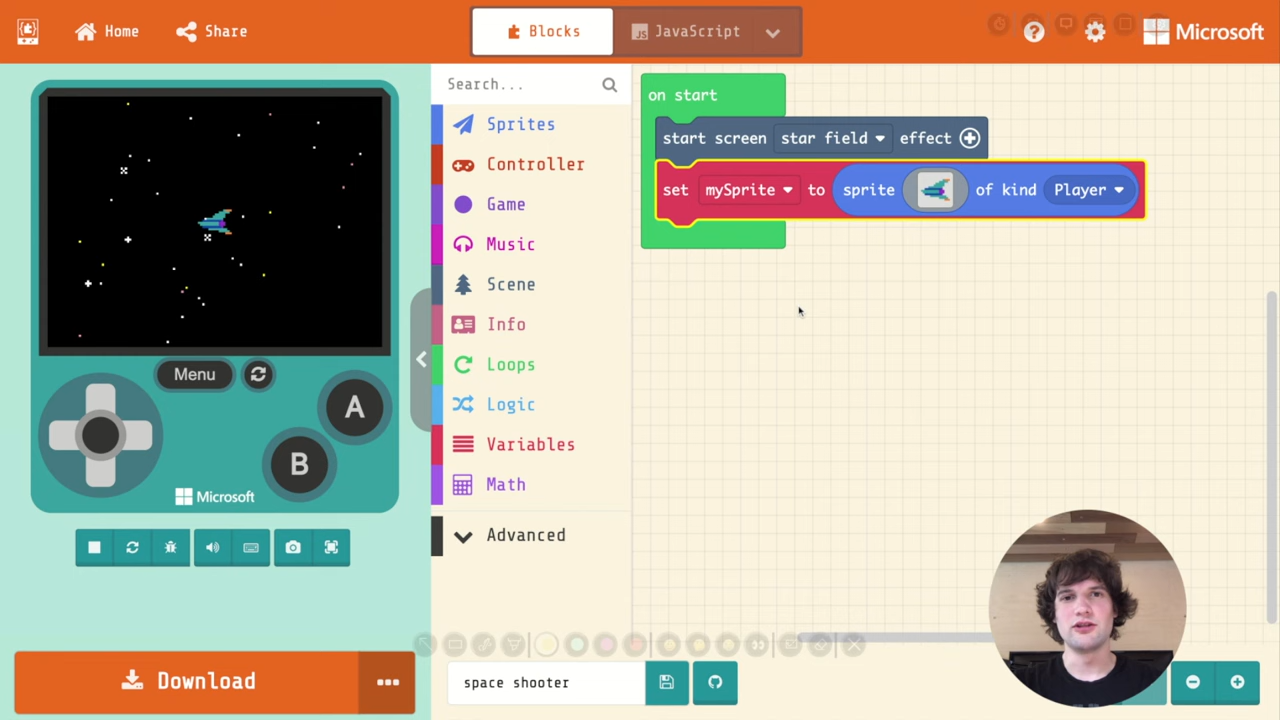 Home
Share
Blocks
JavaScript
?
Microsoft
Search...
Sprites
Controller
Game
Music
Scene
Info
Loops
Logic
Variables
Math
Advanced
on start
start screen star field effect
set mySprite to sprite of kind Player
Menu
A
B
Microsoft
Download
space shooter